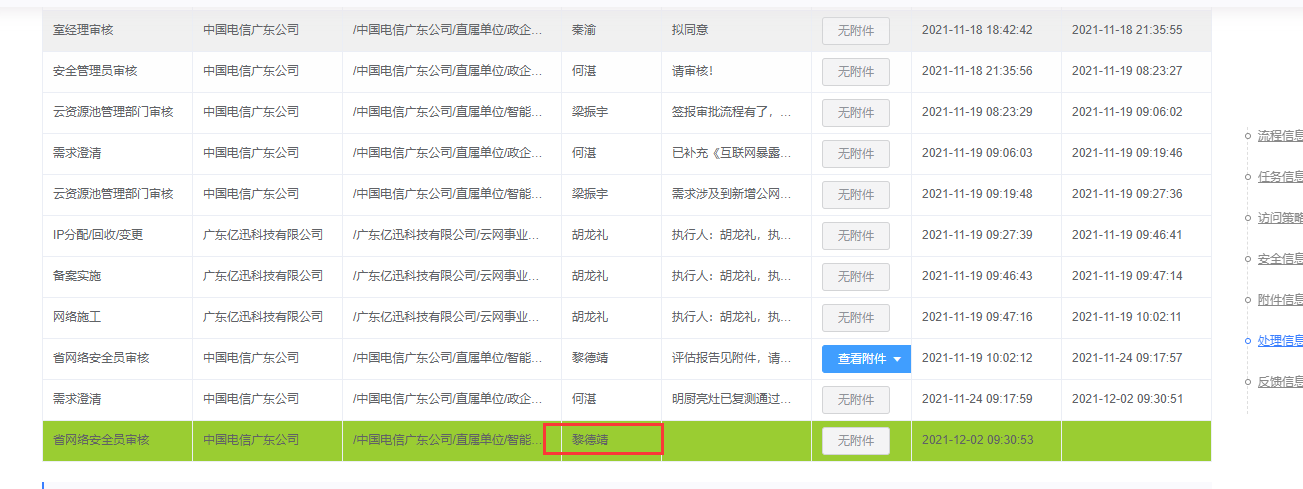 室经理审核 中国电信广东公司 /中国电信广东公司/直属单位/政企... 秦渝 拟同意 无附件 2021-11-18 18:42:42 2021-11-18 21:35:55
安全管理员审核 中国电信广东公司 /中国电信广东公司/直属单位/政企... 何湛 请审核! 无附件 2021-11-18 21:35:56 2021-11-19 08:23:27
云资源池管理部门审核 中国电信广东公司 /中国电信广东公司/直属单位/智能... 梁振宇 签报审批流程有了，... 无附件 2021-11-19 08:23:29 2021-11-19 09:06:02
需求澄清 中国电信广东公司 /中国电信广东公司/直属单位/政企... 何湛 已补充《互联网暴露... 无附件 2021-11-19 09:06:03 2021-11-19 09:19:46
云资源池管理部门审核 中国电信广东公司 /中国电信广东公司/直属单位/智能... 梁振宇 需求涉及到新增公网... 无附件 2021-11-19 09:19:48 2021-11-19 09:27:36
IP分配/回收/变更 广东亿迅科技有限公司 /广东亿迅科技有限公司/云网事业... 胡龙礼 执行人：胡龙礼，执... 无附件 2021-11-19 09:27:39 2021-11-19 09:46:41
备案实施 广东亿迅科技有限公司 /广东亿迅科技有限公司/云网事业... 胡龙礼 执行人：胡龙礼，执... 无附件 2021-11-19 09:46:43 2021-11-19 09:47:14
网络施工 广东亿迅科技有限公司 /广东亿迅科技有限公司/云网事业... 胡龙礼 执行人：胡龙礼，执... 无附件 2021-11-19 09:47:16 2021-11-19 10:02:11
省网络安全员审核 中国电信广东公司 /中国电信广东公司/直属单位/智能... 黎德靖 评估报告见附件，请... 查看附件 2021-11-19 10:02:12 2021-11-24 09:17:57
需求澄清 中国电信广东公司 /中国电信广东公司/直属单位/政企... 何湛 明厨亮灶已复测通过... 无附件 2021-11-24 09:17:59 2021-12-02 09:30:51
省网络安全员审核 中国电信广东公司 /中国电信广东公司/直属单位/智能... 黎德靖 无附件 2021-12-02 09:30:53
流程信息
任务信息
访问策略
安全信息
附件信息
处理信息
反馈信息